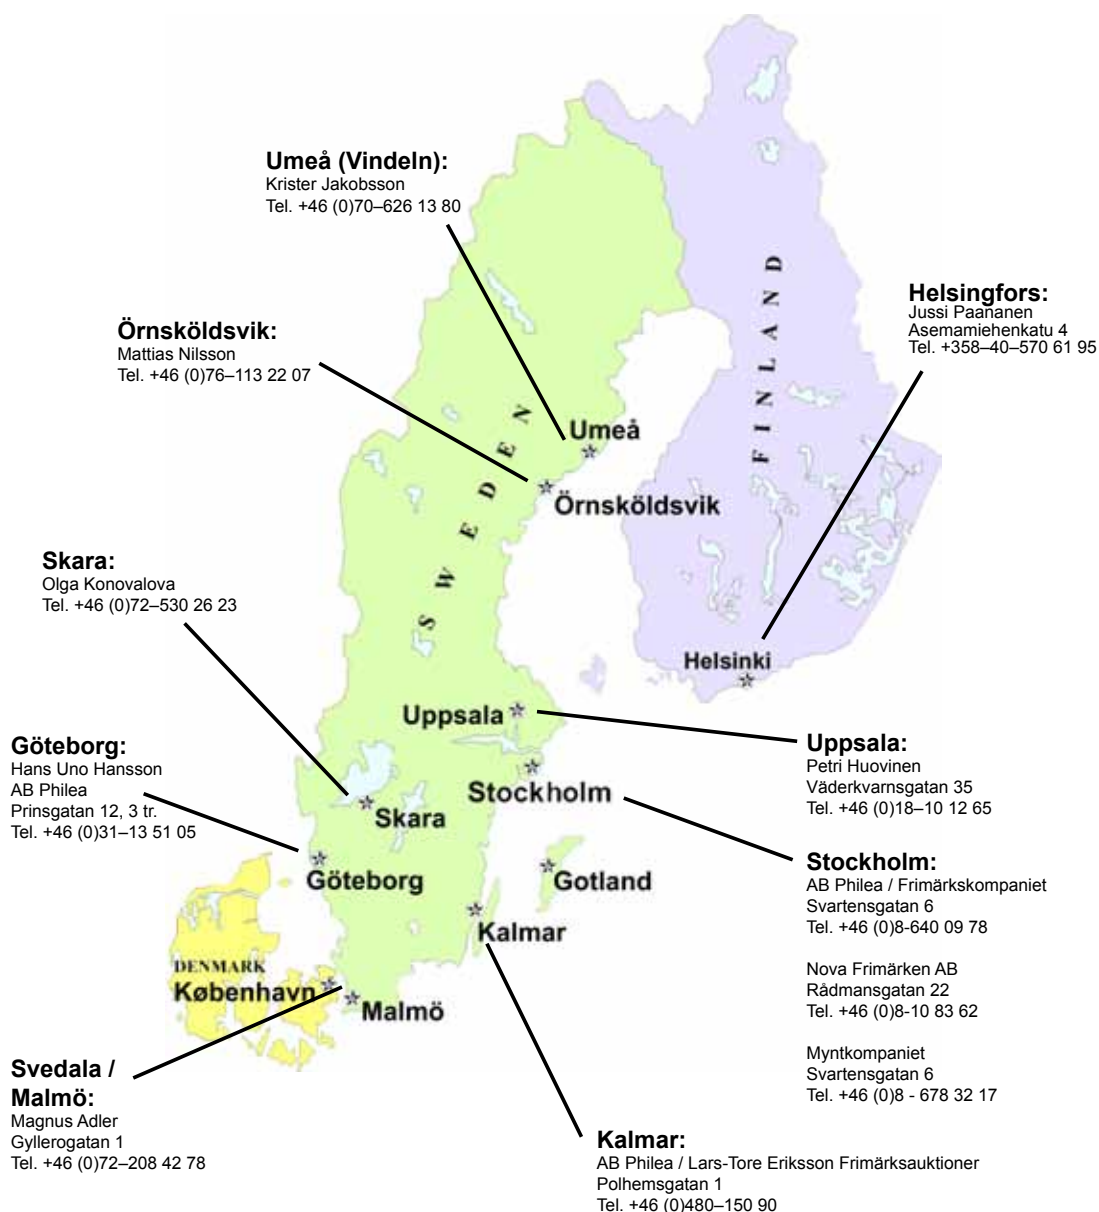 Umeå (Vindeln):
Krister Jakobsson
Tel. +46 (0)70–626 13 80
Örnsköldsvik:
Mattias Nilsson
Tel. +46 (0)76–113 22 07
Helsingfors:
Jussi Paananen
Asemamiehenkatu 4
Tel. +358–40–570 61 95
FINLAND
SWEDEN
Umeå
Örnsköldsvik
Skara:
Olga Konovalova
Tel. +46 (0)72–530 26 23
Helsinki
Uppsala
Göteborg:
Hans Uno Hansson
AB Philea
Prinsgatan 12, 3 tr.
Tel. +46 (0)31–13 51 05
Uppsala:
Petri Huovinen
Väderkvarnsgatan 35
Tel. +46 (0)18–10 12 65
Stockholm
Skara
Göteborg
Gotland
Kalmar
Stockholm:
AB Philea / Frimärkskompaniet
Svartensgatan 6
Tel. +46 (0)8-640 09 78
Nova Frimärken AB
Rådmansgatan 22
Tel. +46 (0)8-10 83 62
Myntkompaniet
Svartensgatan 6
Tel. +46 (0)8 - 678 32 17
DENMARK
København
Malmö
Svedala /
Malmö:
Magnus Adler
Gyllerogatan 1
Tel. +46 (0)72–208 42 78
Kalmar:
AB Philea / Lars-Tore Eriksson Frimärksauktioner
Polhemsgatan 1
Tel. +46 (0)480–150 90